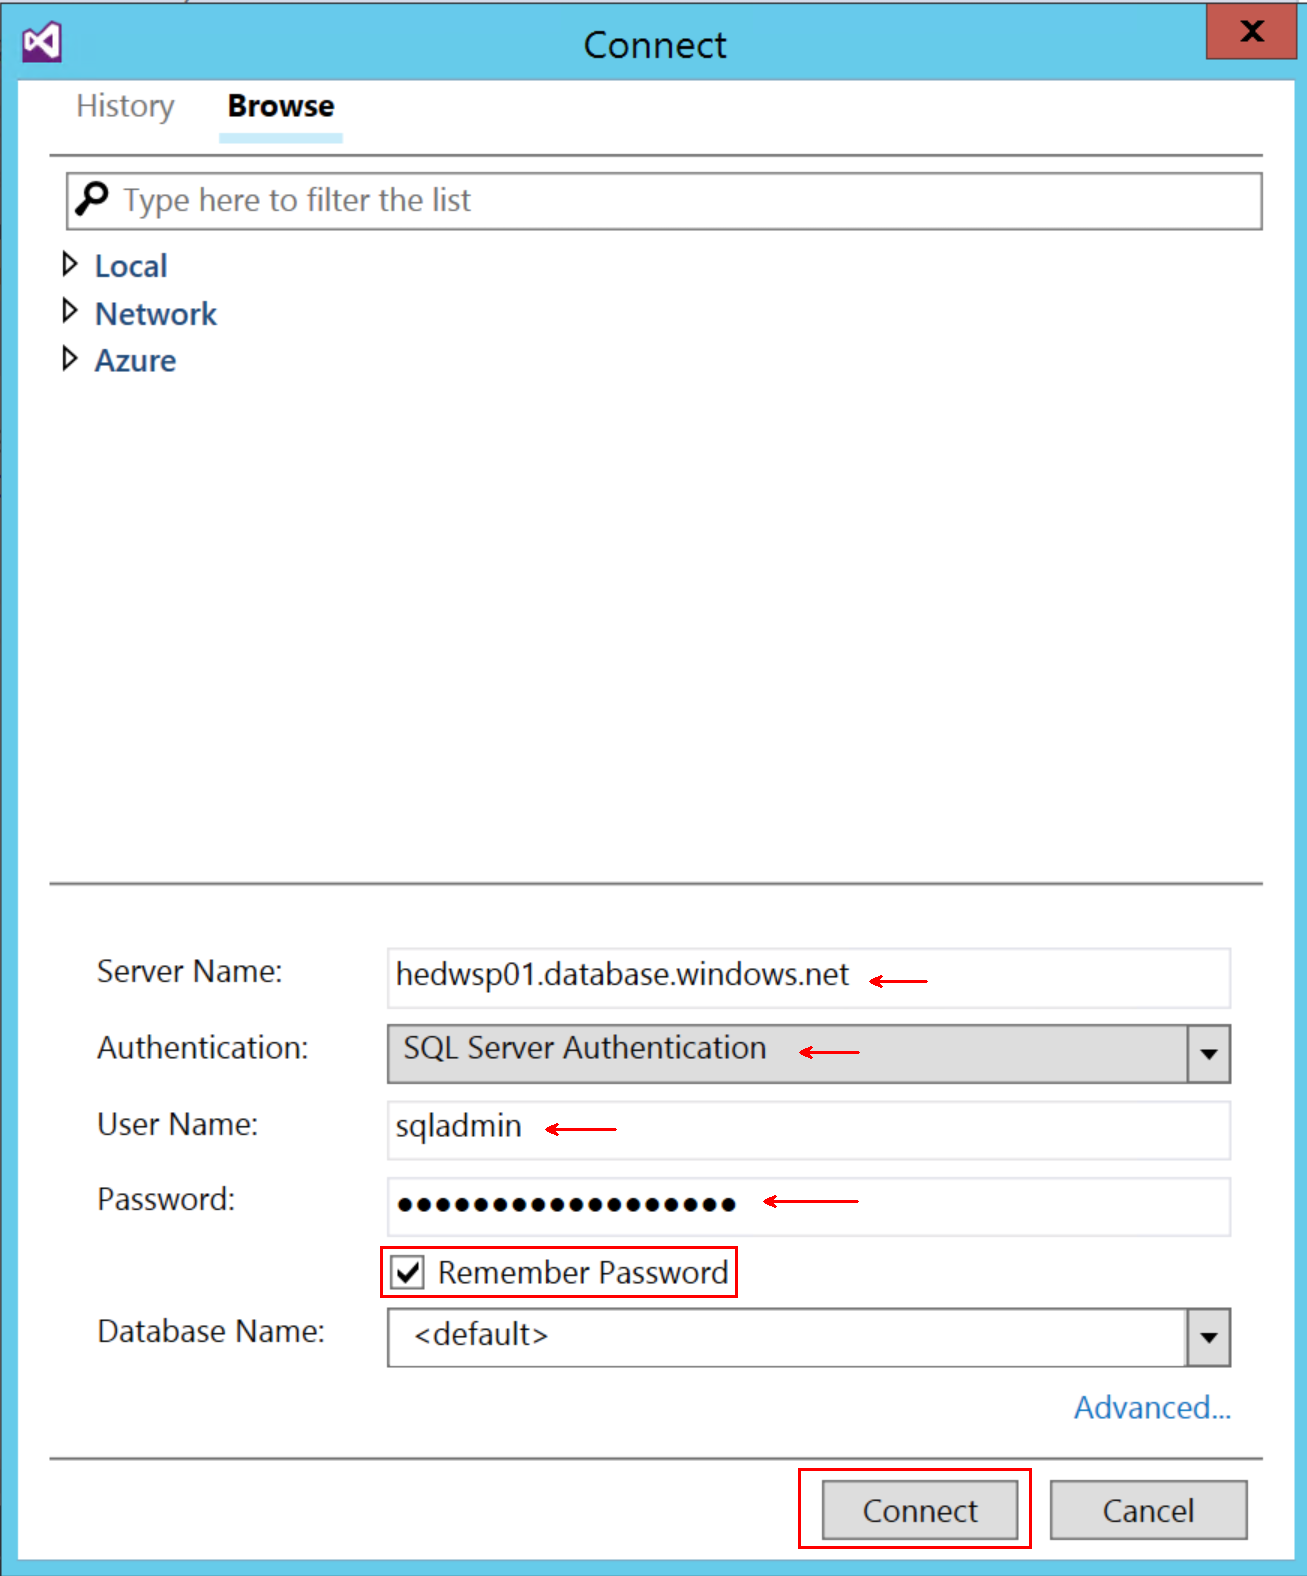 Connect
X
History Browse
Type here to filter the list
Local
Network
Azure
Server Name: hedwsp01.database.windows.net
Authentication: SQL Server Authentication
User Name: sqladmin
Password: ●●●●●●●●●●●●●●●●●●
Remember Password
Database Name: <default>
Advanced...
Connect Cancel